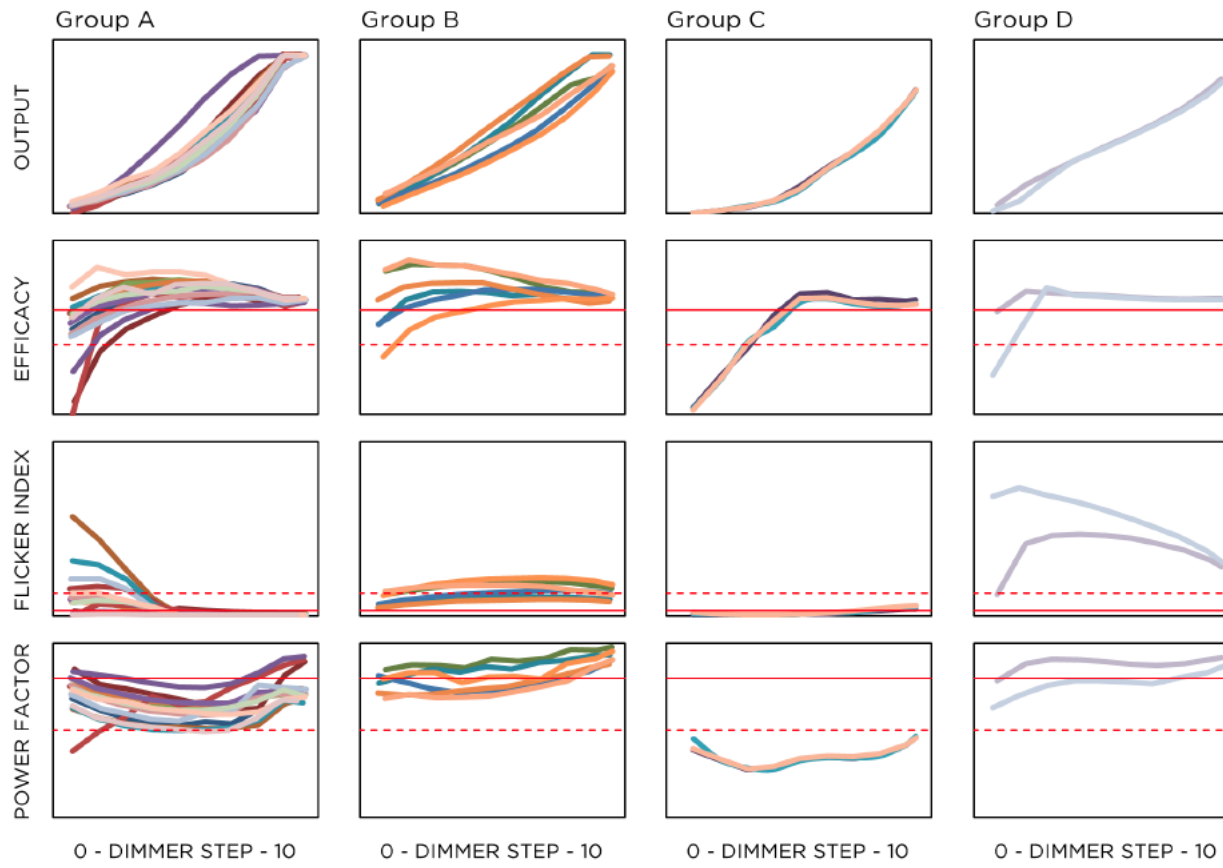 Group A
Group B
Group C
Group D
OUTPUT
EFFICACY
FLICKER INDEX
POWER FACTOR
0 - DIMMER STEP - 10
0 - DIMMER STEP - 10
0 - DIMMER STEP - 10
0 - DIMMER STEP - 10